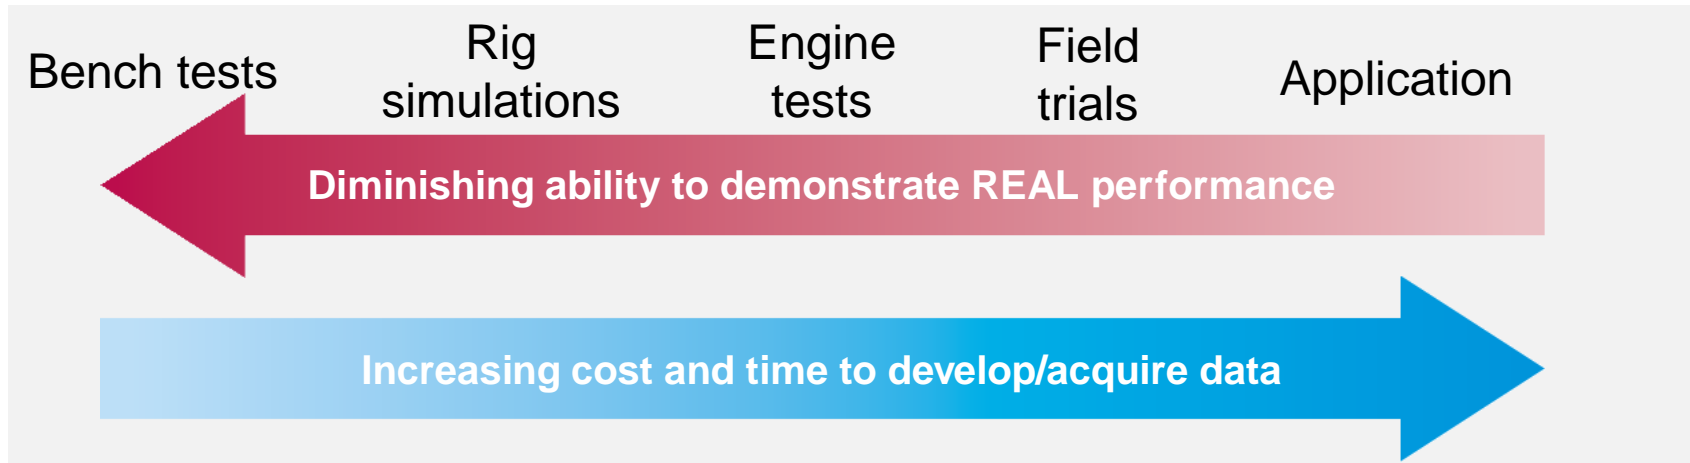 Bench tests
Rig
simulations
Engine
tests
Field
trials
Application
Diminishing ability to demonstrate REAL performance
Increasing cost and time to develop/acquire data